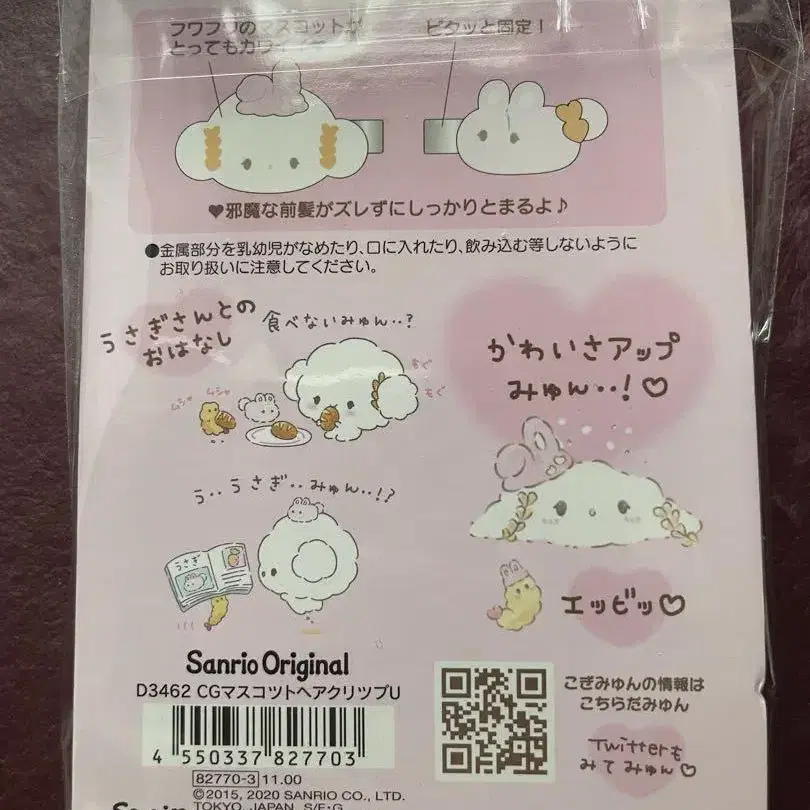 フワフワのマスコットが
とってもカワイイ
ピタッと固定!
♥邪魔な前髪がズレずにしっかりとまるよ♪
●金属部分を乳幼児がなめたり、口に入れたり、飲み込む等しないように
お取り扱いに注意してください。
うさぎさんとの
おはなし
食べないみゅん‥?
ムシャ ムシャ
もぐ
もぐ
かわいさアップ
みゅん‥!♡
う‥うさぎ‥みゅん‥!?
うさぎ
エッビッ♡
Sanrio Original
D3462 CGマスコットヘアクリップU
4 550337 827703
82770-3 11.00
©2015, 2020 SANRIO CO., LTD.
TOKYO, JAPAN S/F・G
こぎみゅんの情報は
こちらだみゅん
Twitterも
みてみゅん♡